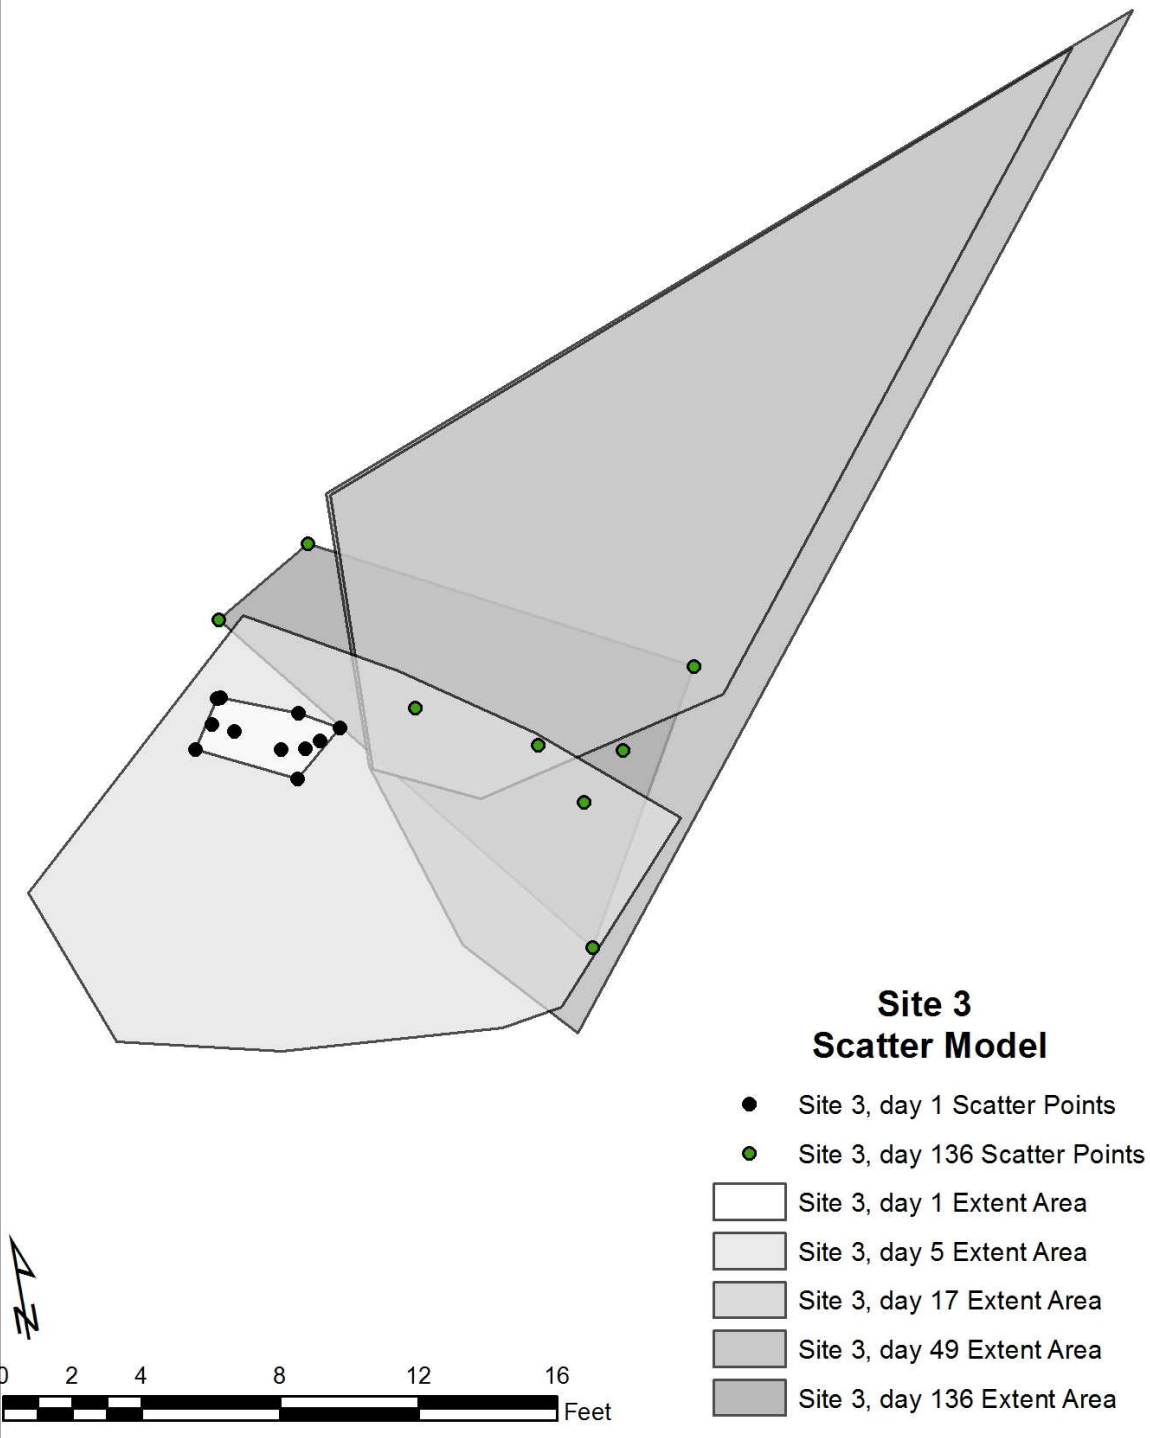 Site 3
Scatter Model
Site 3, day 1 Scatter Points
Site 3, day 136 Scatter Points
Site 3, day 1 Extent Area
Site 3, day 5 Extent Area
Site 3, day 17 Extent Area
Site 3, day 49 Extent Area
Site 3, day 136 Extent Area
N
0 2 4 8 12 16
Feet